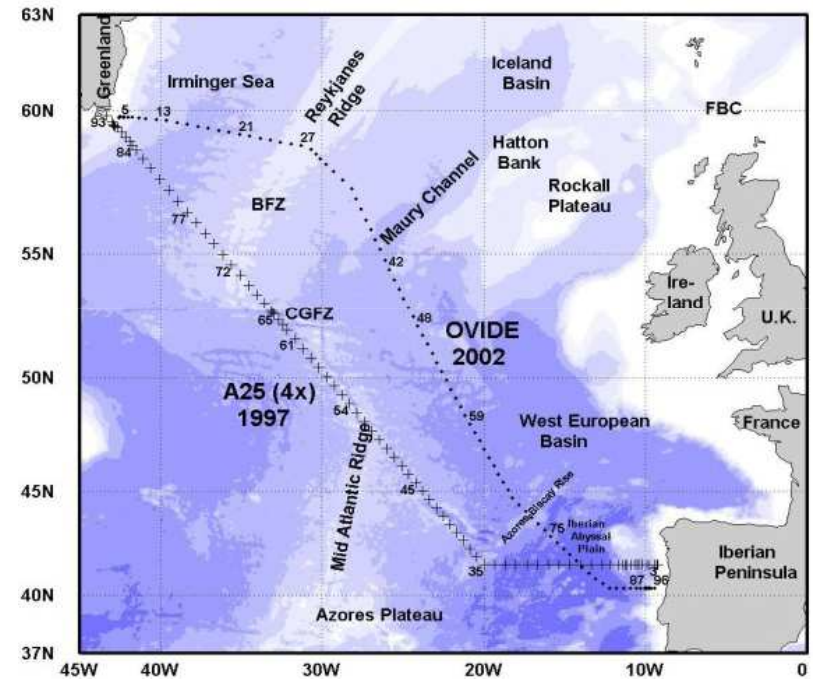 63N
Greenland
Irminger Sea
Reykjanes
Ridge
Iceland
Basin
60N
5
13
21
27
93
84
FBC
Hatton
Bank
Rockall
Plateau
BFZ
Maury Channel
77
55N
42
72
Ire-
land
U.K.
CGFZ
65
61
48
OVIDE
2002
50N
A25 (4x)
1997
54
59
West European
Basin
France
Mid Atlantic Ridge
45N
45
Azores Biscay Rise
75
Iberian
Abyssal
Plain
35
3
87
96
Iberian
Peninsula
40N
Azores Plateau
37N
45W
40W
30W
20W
10W
0